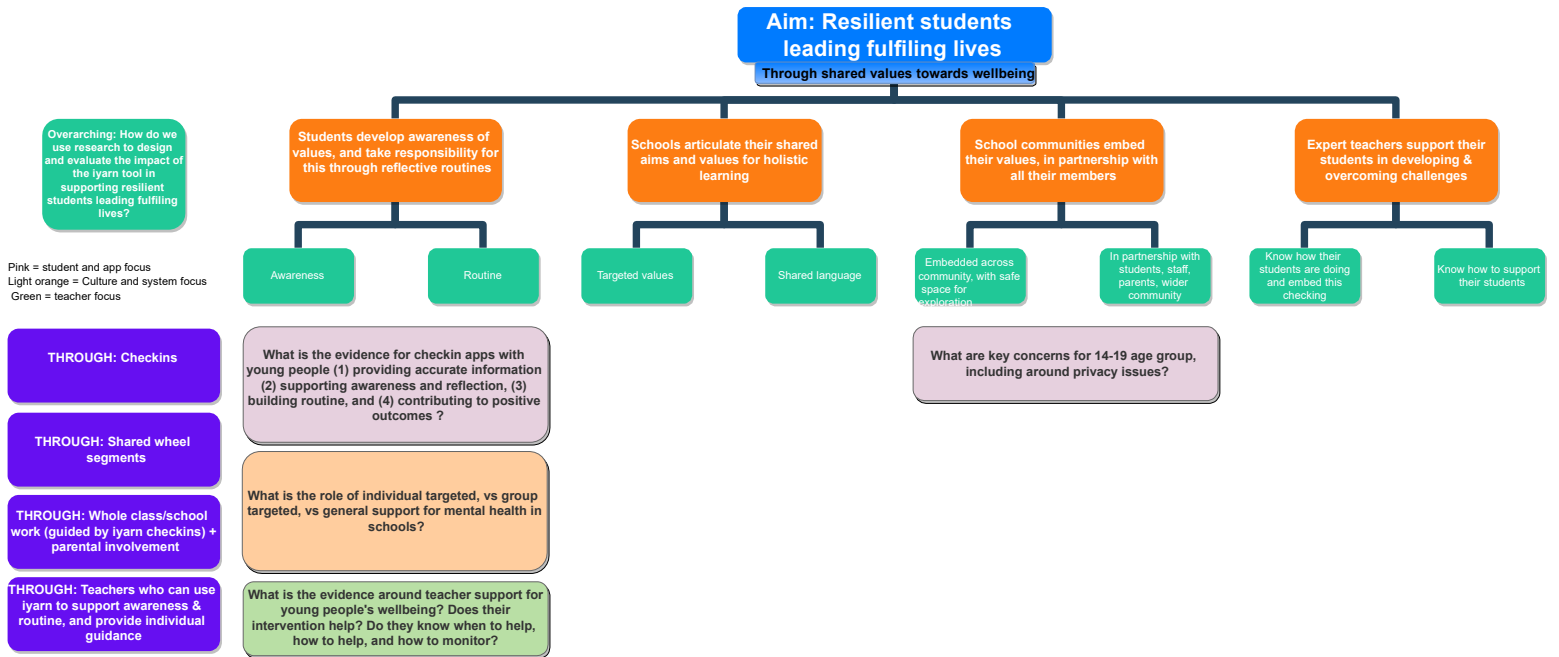 Aim: Resilient students
leading fulfiling lives
Through shared values towards wellbeing
Overarching: How do we
use research to design
and evaluate the impact of
the iyarn tool in
supporting resilient
students leading fulfiling
lives?
Students develop awareness of
values, and take responsibility for
this through reflective routines
Schools articulate their shared
aims and values for holistic
learning
School communities embed
their values, in partnership with
all their members
Expert teachers support their
students in developing &
overcoming challenges
Awareness
Routine
Targeted values
Shared language
Embedded across
community, with safe
space for
exploration
In partnership with
students, staff,
parents, wider
community
Know how their
students are doing
and embed this
checking
Know how to support
their students
Pink = student and app focus
Light orange = Culture and system focus
Green = teacher focus
THROUGH: Checkins
THROUGH: Shared wheel
segments
THROUGH: Whole class/school
work (guided by iyarn checkins) +
parental involvement
THROUGH: Teachers who can use
iyarn to support awareness &
routine, and provide individual
guidance
What is the evidence for checkin apps with
young people (1) providing accurate information
(2) supporting awareness and reflection, (3)
building routine, and (4) contributing to positive
outcomes ?
What are key concerns for 14-19 age group,
including around privacy issues?
What is the role of individual targeted, vs group
targeted, vs general support for mental health in
schools?
What is the evidence around teacher support for
young people's wellbeing? Does their
intervention help? Do they know when to help,
how to help, and how to monitor?